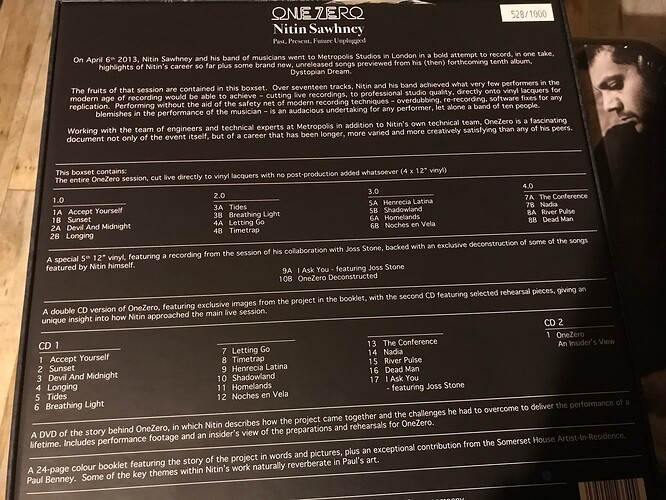 ONEZERO
528/1000
Nitin Sawhney
Past, Present, Future Unplugged
On April 6th 2013, Nitin Sawhney and his band of musicians went to Metropolis Studios in London in a bold attempt to record, in one take,
highlights of Nitin's career so far plus some brand new, unreleased songs previewed from his (then) forthcoming tenth album,
Dystopian Dream.
The fruits of that session are contained in this boxset. Over seventeen tracks, Nitin and his band achieved what very few performers in the
modern age of recording would be able to achieve - cutting live recordings, to professional studio quality, directly onto vinyl lacquers for
replication. Performing without the aid of the safety net of modern recording techniques - overdubbing, re-recording, software fixes for any
blemishes in the performance of the musician - is an audacious undertaking for any performer, let alone a band of ten people.
Working with the team of engineers and technical experts at Metropolis in addition to Nitin's own technical team, OneZero is a fascinating
document not only of the event itself, but of a career that has been longer, more varied and more creatively satisfying than any of his peers.
This boxset contains:
The entire OneZero session, cut live directly to vinyl lacquers with no post-production added whatsoever (4 x 12" vinyl)
1.0
1A Accept Yourself
1B Sunset
2A Devil And Midnight
2B Longing
2.0
3A Tides
3B Breathing Light
4A Letting Go
4B Timetrap
3.0
5A Henrecia Latina
5B Shadowland
6A Homelands
6B Noches en Vela
4.0
7A The Conference
7B Nadia
8A River Pulse
8B Dead Man
A special 5th 12" vinyl, featuring a recording from the session of his collaboration with Joss Stone, backed with an exclusive deconstruction of some of the songs
featured by Nitin himself.
9A I Ask You - featuring Joss Stone
10B OneZero Deconstructed
A double CD version of OneZero, featuring exclusive images from the project in the booklet, with the second CD featuring selected rehearsal pieces, giving an
unique insight into how Nitin approached the main live session.
CD 1
1 Accept Yourself
2 Sunset
3 Devil And Midnight
4 Longing
5 Tides
6 Breathing Light
7 Letting Go
8 Timetrap
9 Henrecia Latina
10 Shadowland
11 Homelands
12 Noches en Vela
13 The Conference
14 Nadia
15 River Pulse
16 Dead Man
17 I Ask You
- featuring Joss Stone
CD 2
1 OneZero
An Insider's View
A DVD of the story behind OneZero, in which Nitin describes how the project came together and the challenges he had to overcome to deliver the performance of a
lifetime. Includes performance footage and an insider's view of the preparations and rehearsals for OneZero.
A 24-page colour booklet featuring the story of the project in words and pictures, plus an exceptional contribution from the Somerset House Artist-In-Residence,
Paul Benney. Some of the key themes within Nitin's work naturally reverberate in Paul's art.